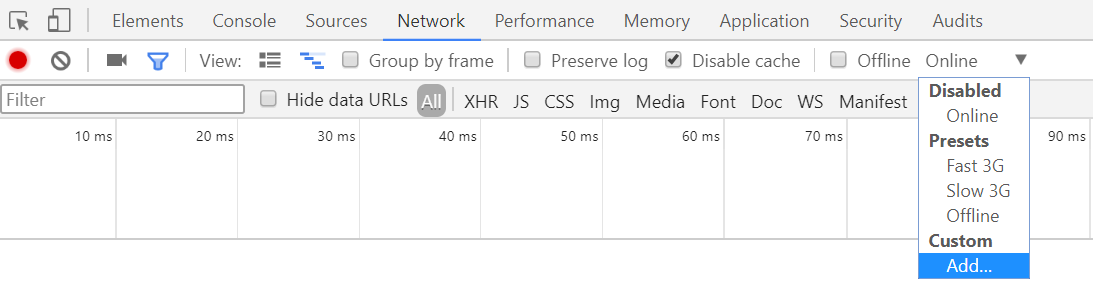 Elements Console Sources Network Performance Memory Application Security Audits
View: Group by frame Preserve log Disable cache Offline Online
Filter Hide data URLs All XHR JS CSS Img Media Font Doc WS Manifest
10 ms 20 ms 30 ms 40 ms 50 ms 60 ms 70 ms 90 ms
Disabled
Online
Presets
Fast 3G
Slow 3G
Offline
Custom
Add...